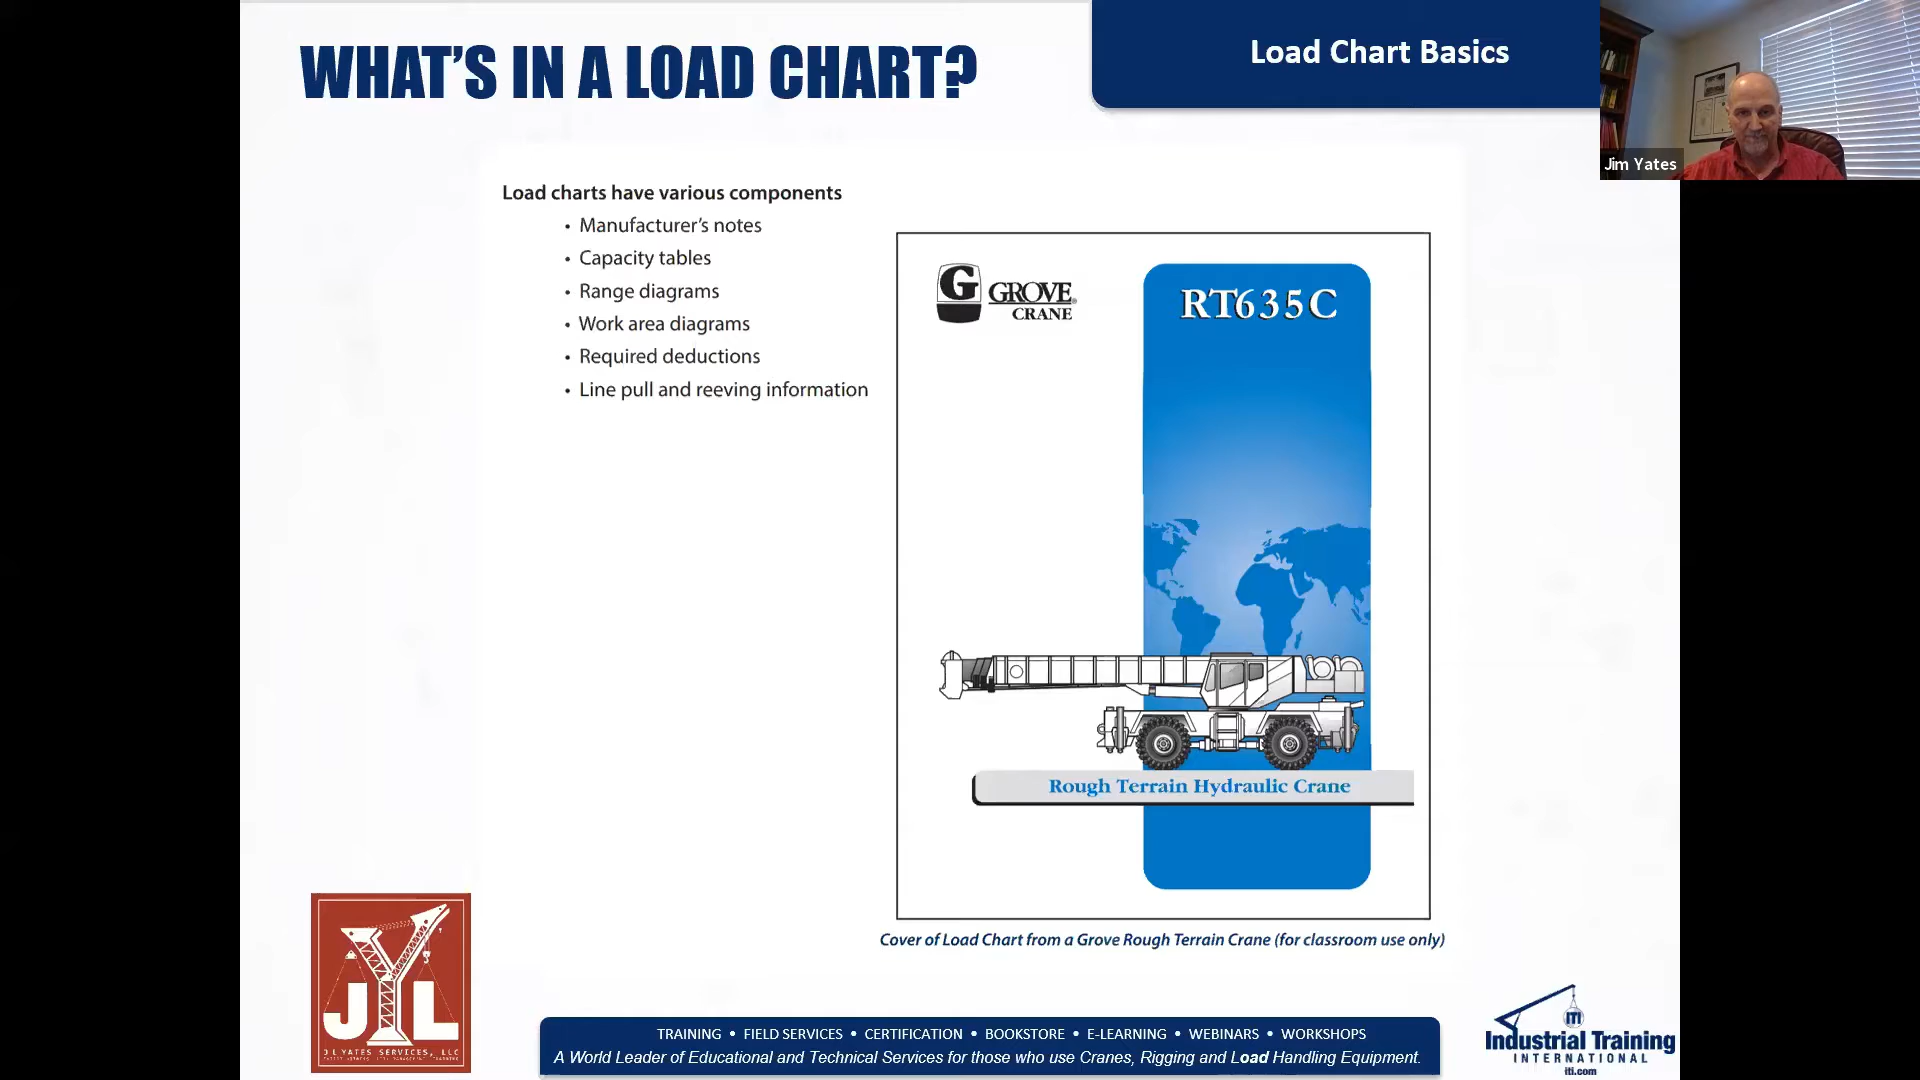 WHAT'S IN A LOAD CHART?
Load Chart Basics
Jim Yates
Load charts have various components
• Manufacturer's notes
• Capacity tables
• Range diagrams
• Work area diagrams
• Required deductions
• Line pull and reeving information
G GROVE
CRANE
RT635C
Rough Terrain Hydraulic Crane
Cover of Load Chart from a Grove Rough Terrain Crane (for classroom use only)
JYL
J L YATES SERVICES, LLC
TRAINING • FIELD SERVICES • CERTIFICATION • BOOKSTORE • E-LEARNING • WEBINARS • WORKSHOPS
A World Leader of Educational and Technical Services for those who use Cranes, Rigging and Load Handling Equipment.
ITI
Industrial Training
INTERNATIONAL
iti.com